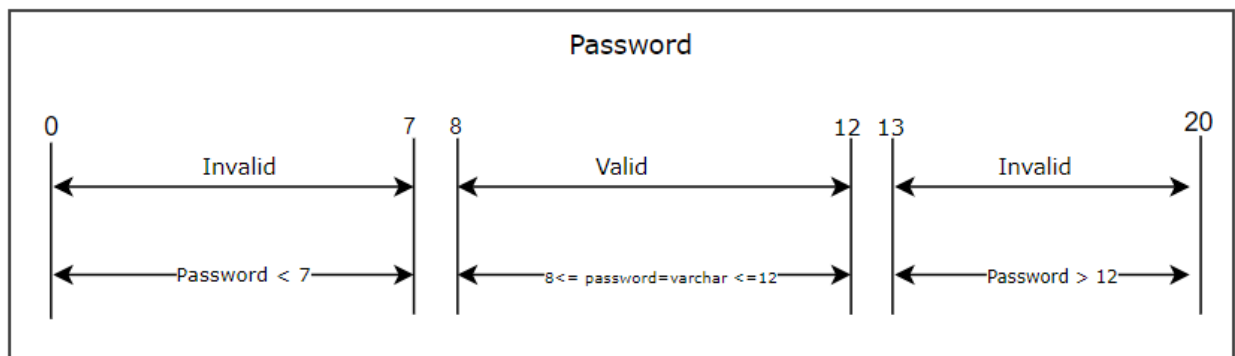 Password
0 7 8 12 13 20
Invalid Valid Invalid
Password < 7 8<= password=varchar <=12 Password > 12